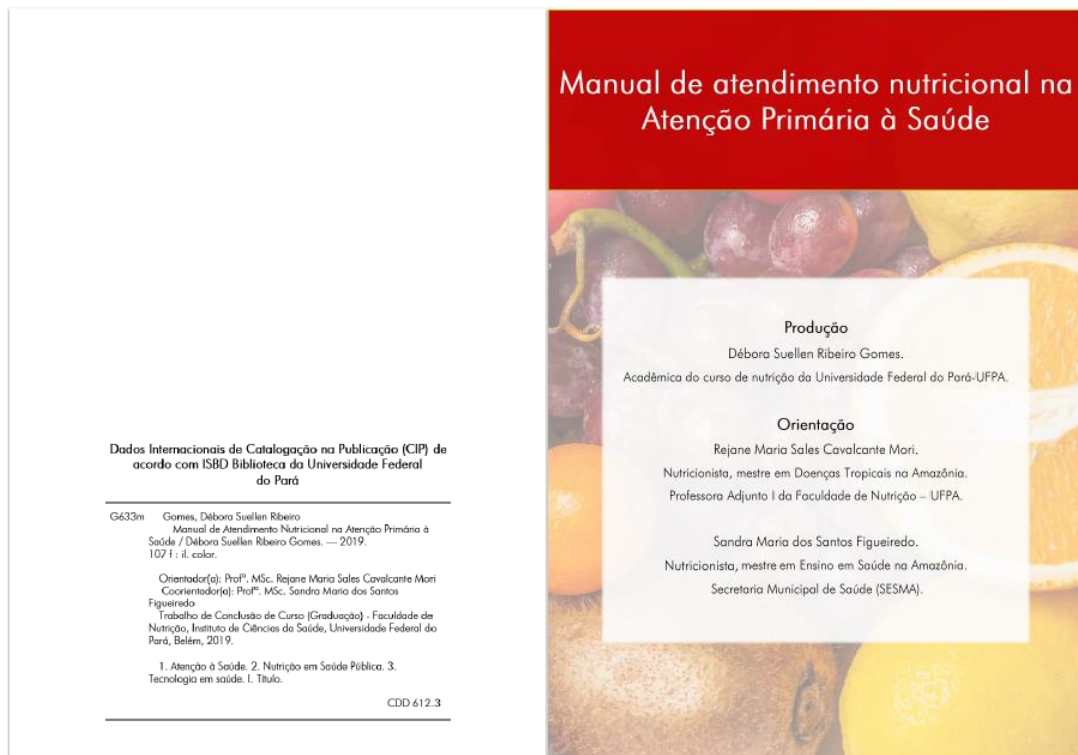 Dados Internacionais de Catalogação na Publicação (CIP) de
acordo com ISBD Biblioteca da Universidade Federal
do Pará
G633m Gomes, Débora Suellen Ribeiro
Manual de Atendimento Nutricional na Atenção Primária à
Saúde / Débora Suellen Ribeiro Gomes. — 2019.
107 f : il. color.
Orientador(a): Profª. MSc. Rejane Maria Sales Cavalcante Mori
Coorientador(a): Profª. MSc. Sandra Maria dos Santos
Figueiredo
Trabalho de Conclusão de Curso (Graduação) - Faculdade de
Nutrição, Instituto de Ciências da Saúde, Universidade Federal do
Pará, Belém, 2019.
1. Atenção à Saúde. 2. Nutrição em Saúde Pública. 3.
Tecnologia em saúde. I. Título.
CDD 612.3
Manual de atendimento nutricional na
Atenção Primária à Saúde
Produção
Débora Suellen Ribeiro Gomes.
Acadêmica do curso de nutrição da Universidade Federal do Pará-UFPA.
Orientação
Rejane Maria Sales Cavalcante Mori.
Nutricionista, mestre em Doenças Tropicais na Amazônia.
Professora Adjunto I da Faculdade de Nutrição – UFPA.
Sandra Maria dos Santos Figueiredo.
Nutricionista, mestre em Ensino em Saúde na Amazônia.
Secretaria Municipal de Saúde (SESMA).